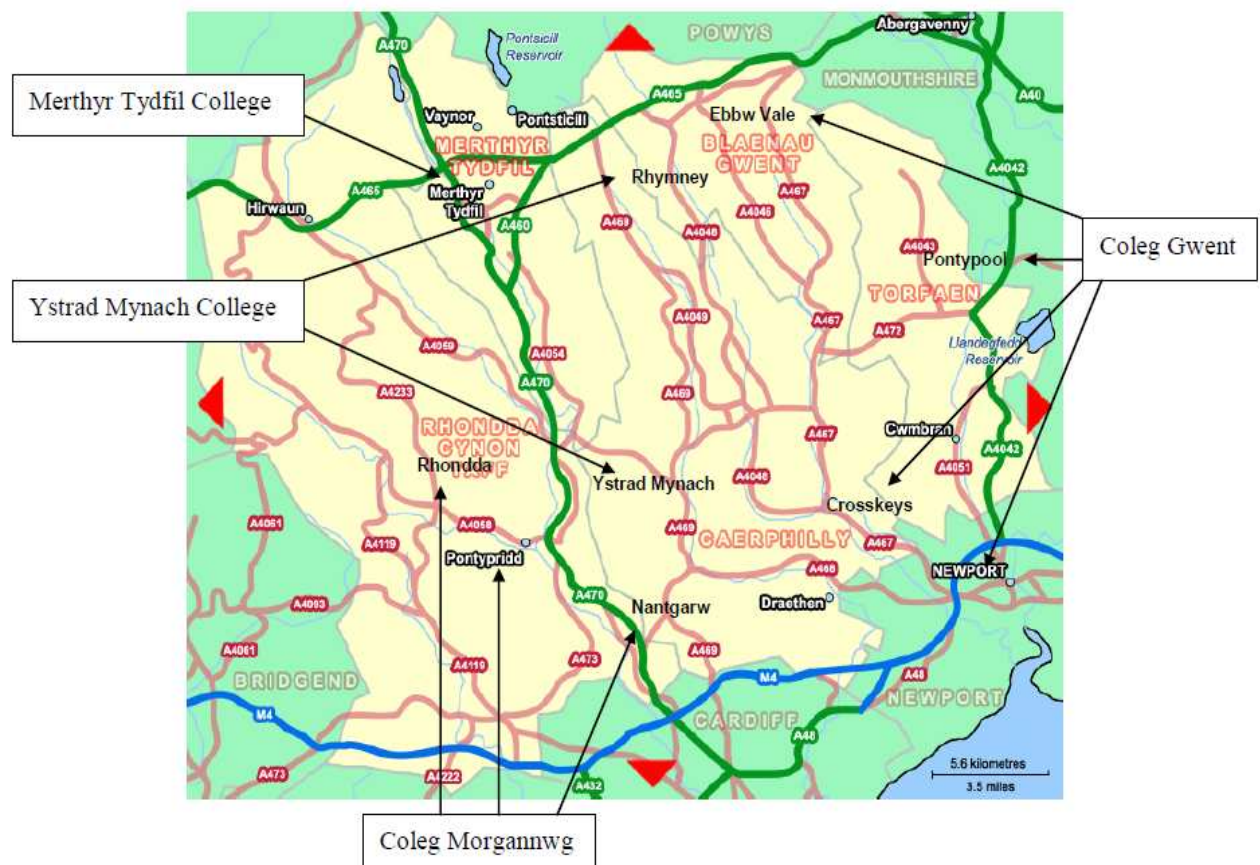 POWYS
Abergavenny
A470
Pontsticill
Reservoir
MONMOUTHSHIRE
A40
A465
Merthyr Tydfil College
Vaynor
Pontsticill
Ebbw Vale
MERTHYR
TYDFIL
BLAENAU
GWENT
A4042
A465
Merthyr
Tydfil
Rhymney
A467
Hirwaun
A460
A469
A4048
A4046
A4043
Coleg Gwent
Pontypool
TORFAEN
Ystrad Mynach College
A4049
A467
A472
Llandegfedd
Reservoir
A4059
A4054
A4233
A470
A469
RHONDDA
CYNON
TAFF
Rhondda
A467
Cwmbran
A4042
A4051
Ystrad Mynach
A4048
Crosskeys
A4061
A4058
A4119
A469
CAERPHILLY
A467
Pontypridd
A468
NEWPORT
A470
Draethen
A4093
Nantgarw
A4061
A4119
A473
A469
BRIDGEND
M4
A48
NEWPORT
M4
CARDIFF
A48
5.6 kilometres
3.5 miles
A473
A4222
Coleg Morgannwg